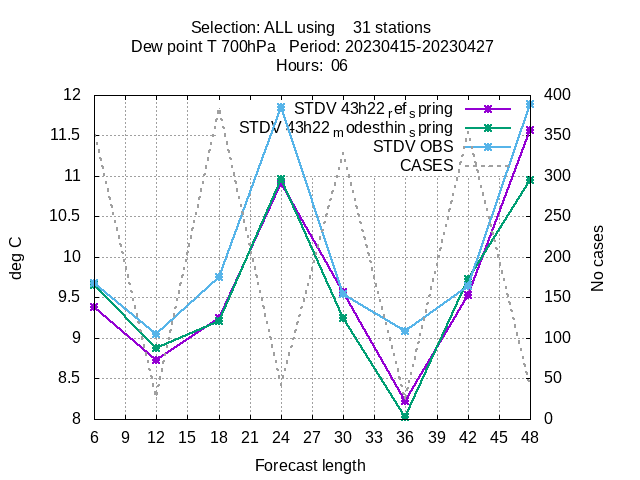 Selection: ALL using    31 stations
Dew point T 700hPa   Period: 20230415-20230427
Hours:  06
12 400
STDV 43h22_ref_spring
11.5 350
STDV 43h22_modesthin_spring
STDV OBS
CASES
11 300
10.5 250
deg C
No cases
10 200
9.5 150
9 100
8.5 50
8 0
6 9 12 15 18 21 24 27 30 33 36 39 42 45 48
Forecast length